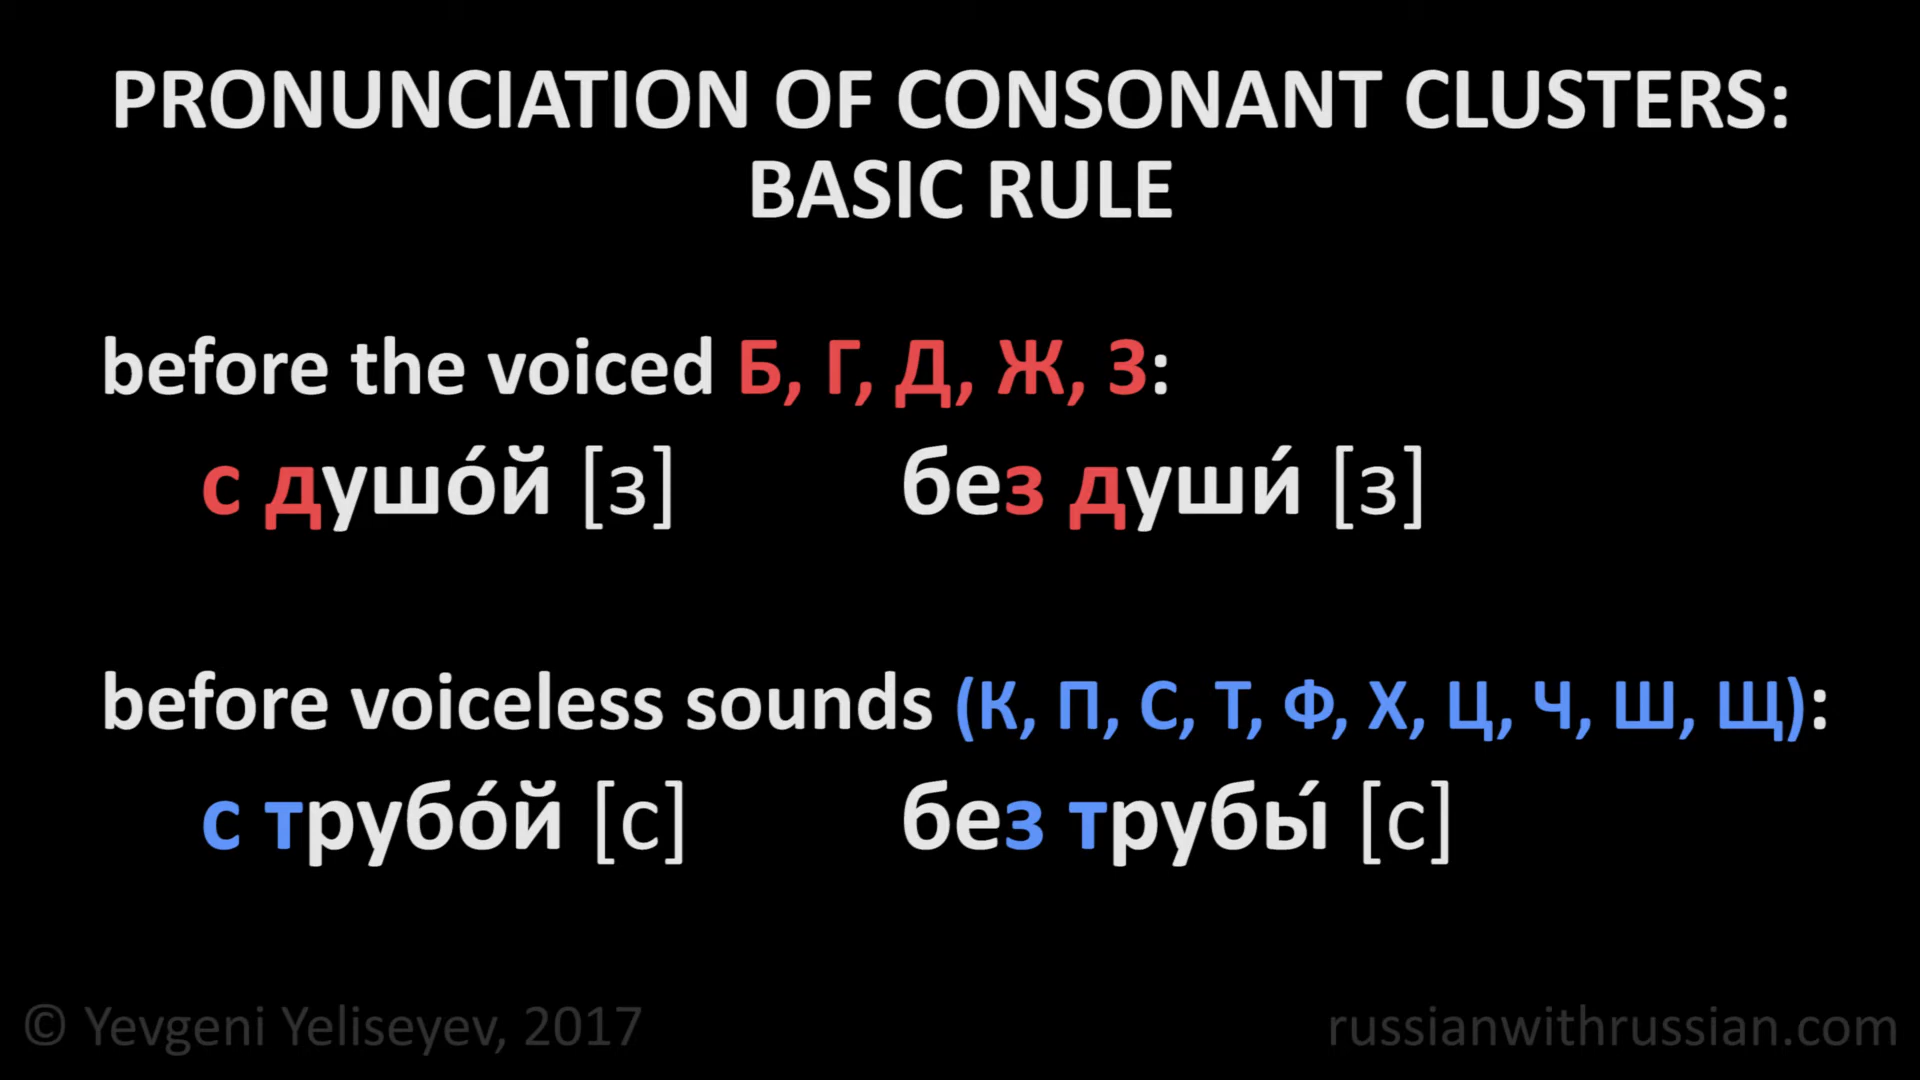 PRONUNCIATION OF CONSONANT CLUSTERS:
BASIC RULE
before the voiced Б, Г, Д, Ж, З:
с душо́й [з] без души́ [з]
before voiceless sounds (К, П, С, Т, Ф, Х, Ц, Ч, Ш, Щ):
с трубо́й [с] без трубы́ [с]
© Yevgeni Yeliseyev, 2017 russianwithrussian.com